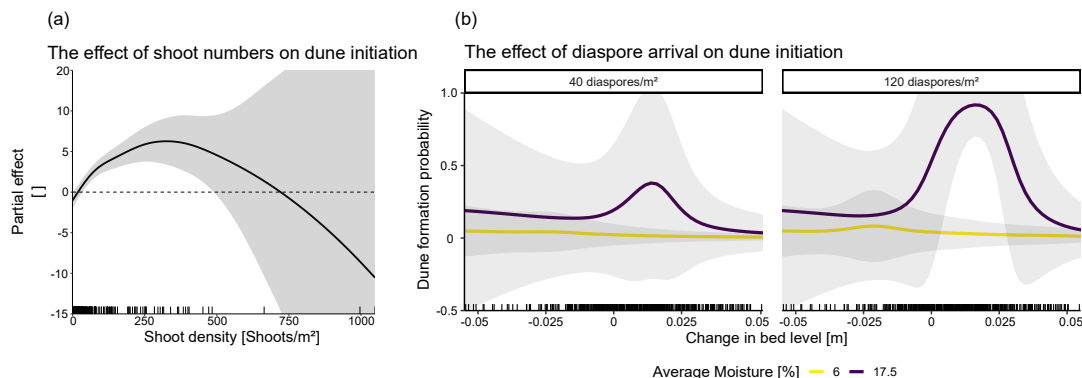 (a)
The effect of shoot numbers on dune initiation
20
10
5
0
-5
-10
-15
Partial effect
[ ]
0 250 500 750 1000
Shoot density [Shoots/m²]
(b)
The effect of diaspore arrival on dune initiation
40 diaspores/m² 120 diaspores/m²
1.0
0.5
0
-0.5
Dune formation probability
-0.05 -0.025 0 0.025 0.05 -0.05 -0.025 0 0.025 0.05
Change in bed level [m]
Average Moisture [%] 6 17.5